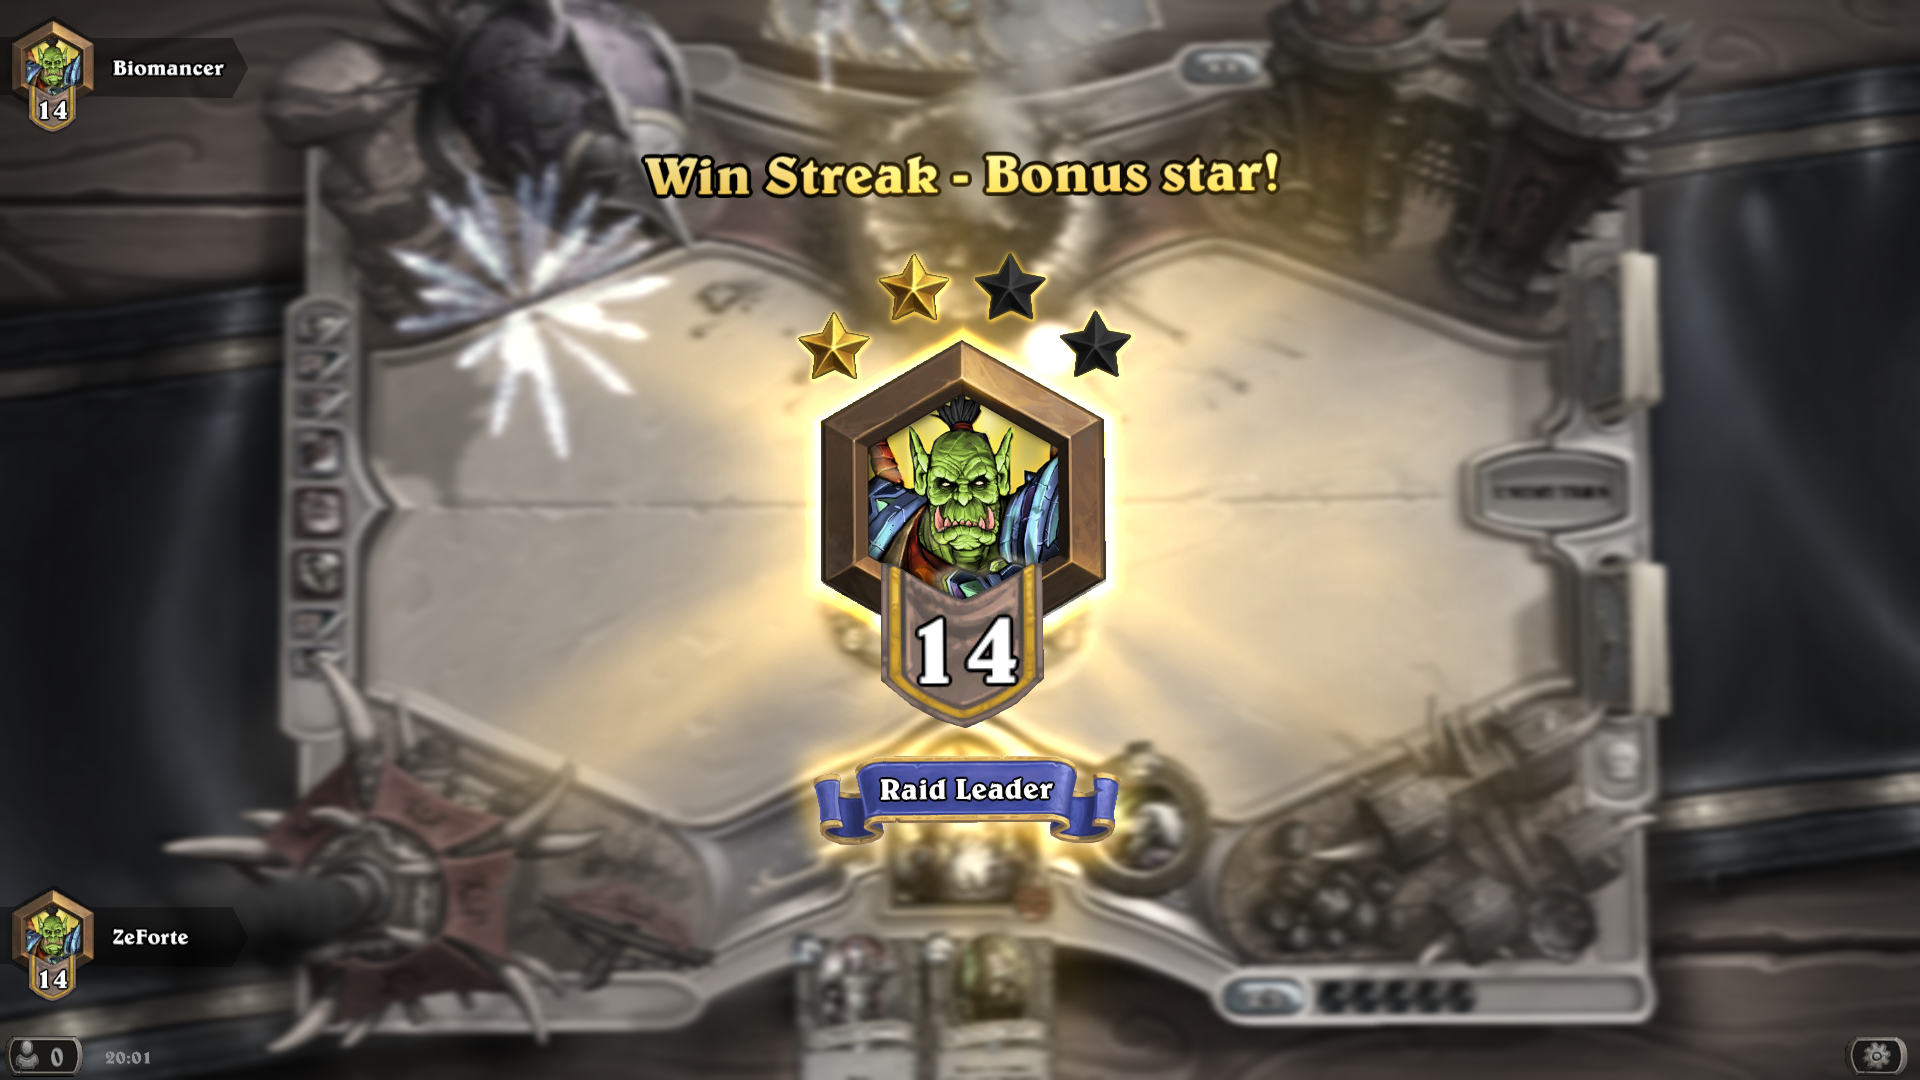 Biomancer
14
Win Streak - Bonus star!
14
Raid Leader
ZeForte
14
0
20:01